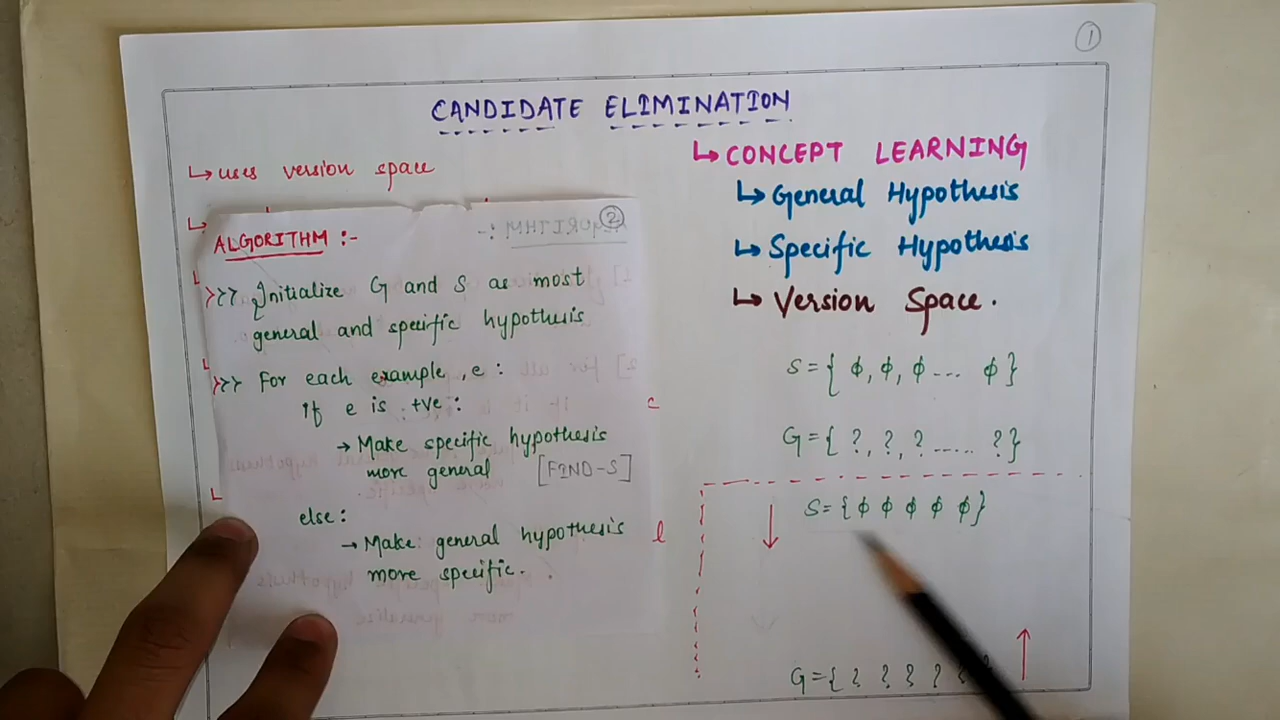 ①
CANDIDATE ELIMINATION
↳ uses version space
↳ CONCEPT LEARNING
↳ General Hypothesis
↳ Specific Hypothesis
↳ Version Space.
S = { ϕ, ϕ, ϕ --- ϕ }
G = { ?, ?, ? ----- ? }
S = { ϕ ϕ ϕ ϕ ϕ }
G = { ? ? ? ? ?
②
ALGORITHM :-
>>> Initialize G and S as most
general and specific hypothesis
>>> For each example, e :
If e is +ve :
→ Make specific hypothesis
more general [FIND-S]
else :
→ Make general hypothesis
more specific.